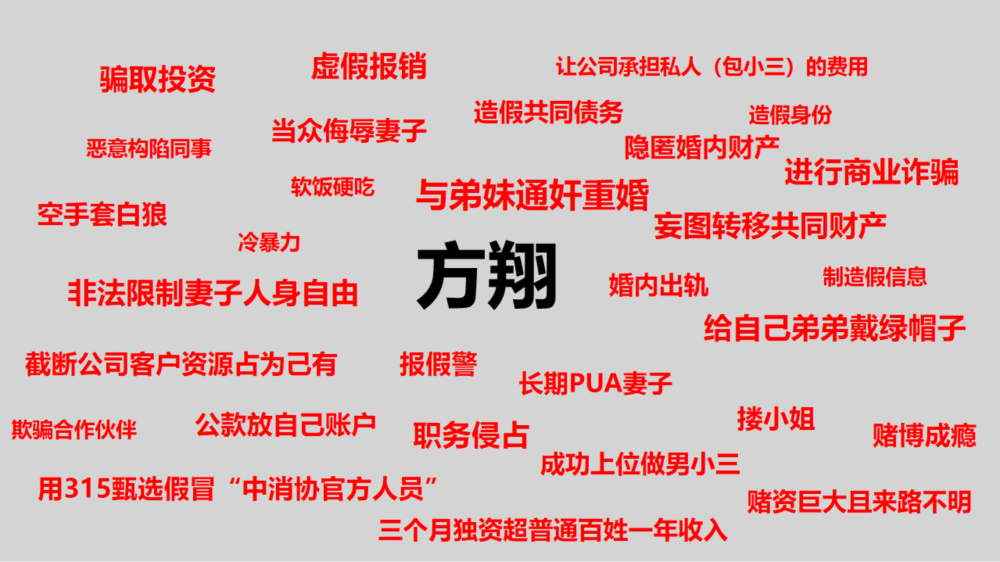 骗取投资
虚假报销
让公司承担私人（包小三）的费用
造假共同债务
造假身份
当众侮辱妻子
恶意构陷同事
隐匿婚内财产
进行商业诈骗
软饭硬吃
与弟妹通奸重婚
空手套白狼
妄图转移共同财产
冷暴力
方翔
婚内出轨
制造假信息
非法限制妻子人身自由
给自己弟弟戴绿帽子
截断公司客户资源占为己有
报假警
长期PUA妻子
搂小姐
欺骗合作伙伴
公款放自己账户
职务侵占
赌博成瘾
成功上位做男小三
用315甄选假冒“中消协官方人员”
赌资巨大且来路不明
三个月独资超普通百姓一年收入